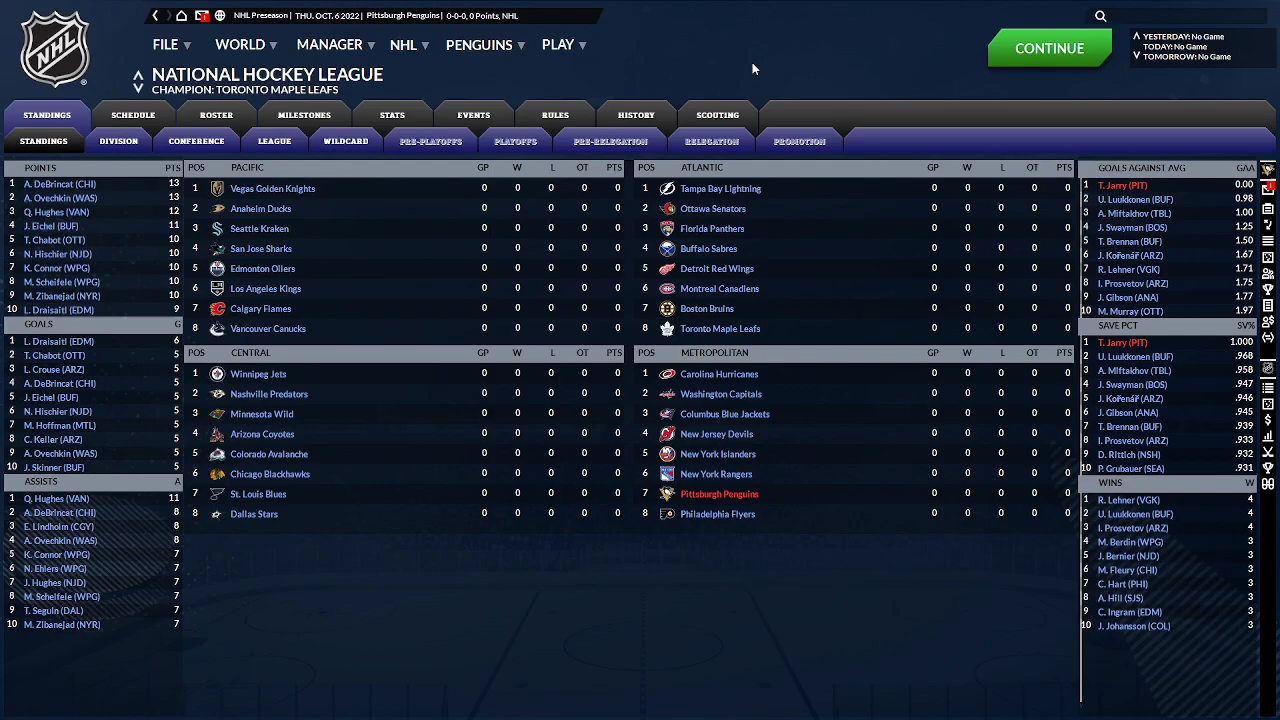 NHL Preseason | THU. OCT. 6 2022 | Pittsburgh Penguins | 0-0-0, 0 Points, NHL
FILE WORLD MANAGER NHL PENGUINS PLAY
CONTINUE
YESTERDAY: No Game
TODAY: No Game
TOMORROW: No Game
NHL
NATIONAL HOCKEY LEAGUE
CHAMPION: TORONTO MAPLE LEAFS
STANDINGS SCHEDULE ROSTER MILESTONES STATS EVENTS RULES HISTORY SCOUTING
STANDINGS DIVISION CONFERENCE LEAGUE WILDCARD PRE-PLAYOFFS PLAYOFFS PRE-RELEGATION RELEGATION PROMOTION
POINTS PTS
1 A. DeBrincat (CHI) 13
2 A. Ovechkin (WAS) 13
3 Q. Hughes (VAN) 12
4 J. Eichel (BUF) 11
5 T. Chabot (OTT) 10
6 N. Hischier (NJD) 10
7 K. Connor (WPG) 10
8 M. Scheifele (WPG) 10
9 M. Zibanejad (NYR) 10
10 L. Draisaitl (EDM) 9
GOALS G
1 L. Draisaitl (EDM) 6
2 T. Chabot (OTT) 5
3 L. Crouse (ARZ) 5
4 A. DeBrincat (CHI) 5
5 J. Eichel (BUF) 5
6 N. Hischier (NJD) 5
7 M. Hoffman (MTL) 5
8 C. Keller (ARZ) 5
9 A. Ovechkin (WAS) 5
10 J. Skinner (BUF) 5
ASSISTS A
1 Q. Hughes (VAN) 11
2 A. DeBrincat (CHI) 8
3 E. Lindholm (CGY) 8
4 A. Ovechkin (WAS) 8
5 K. Connor (WPG) 7
6 N. Ehlers (WPG) 7
7 J. Hughes (NJD) 7
8 M. Scheifele (WPG) 7
9 T. Seguin (DAL) 7
10 M. Zibanejad (NYR) 7
POS PACIFIC GP W L OT PTS
1 Vegas Golden Knights 0 0 0 0 0
2 Anaheim Ducks 0 0 0 0 0
3 Seattle Kraken 0 0 0 0 0
4 San Jose Sharks 0 0 0 0 0
5 Edmonton Oilers 0 0 0 0 0
6 Los Angeles Kings 0 0 0 0 0
7 Calgary Flames 0 0 0 0 0
8 Vancouver Canucks 0 0 0 0 0
POS CENTRAL GP W L OT PTS
1 Winnipeg Jets 0 0 0 0 0
2 Nashville Predators 0 0 0 0 0
3 Minnesota Wild 0 0 0 0 0
4 Arizona Coyotes 0 0 0 0 0
5 Colorado Avalanche 0 0 0 0 0
6 Chicago Blackhawks 0 0 0 0 0
7 St. Louis Blues 0 0 0 0 0
8 Dallas Stars 0 0 0 0 0
POS ATLANTIC GP W L OT PTS
1 Tampa Bay Lightning 0 0 0 0 0
2 Ottawa Senators 0 0 0 0 0
3 Florida Panthers 0 0 0 0 0
4 Buffalo Sabres 0 0 0 0 0
5 Detroit Red Wings 0 0 0 0 0
6 Montreal Canadiens 0 0 0 0 0
7 Boston Bruins 0 0 0 0 0
8 Toronto Maple Leafs 0 0 0 0 0
POS METROPOLITAN GP W L OT PTS
1 Carolina Hurricanes 0 0 0 0 0
2 Washington Capitals 0 0 0 0 0
3 Columbus Blue Jackets 0 0 0 0 0
4 New Jersey Devils 0 0 0 0 0
5 New York Islanders 0 0 0 0 0
6 New York Rangers 0 0 0 0 0
7 Pittsburgh Penguins 0 0 0 0 0
8 Philadelphia Flyers 0 0 0 0 0
GOALS AGAINST AVG GAA
1 T. Jarry (PIT) 0.00
2 U. Luukkonen (BUF) 0.98
3 A. Miftakhov (TBL) 1.00
4 J. Swayman (BOS) 1.25
5 T. Brennan (BUF) 1.50
6 J. Kořenář (ARZ) 1.67
7 R. Lehner (VGK) 1.71
8 I. Prosvetov (ARZ) 1.75
9 J. Gibson (ANA) 1.77
10 M. Murray (OTT) 1.97
SAVE PCT SV%
1 T. Jarry (PIT) 1.000
2 U. Luukkonen (BUF) .968
3 A. Miftakhov (TBL) .958
4 J. Swayman (BOS) .947
5 J. Kořenář (ARZ) .946
6 J. Gibson (ANA) .945
7 T. Brennan (BUF) .939
8 I. Prosvetov (ARZ) .933
9 D. Rittich (NSH) .932
10 P. Grubauer (SEA) .931
WINS W
1 R. Lehner (VGK) 4
2 U. Luukkonen (BUF) 4
3 I. Prosvetov (ARZ) 4
4 M. Berdin (WPG) 3
5 J. Bernier (NJD) 3
6 M. Fleury (CHI) 3
7 C. Hart (PHI) 3
8 A. Hill (SJS) 3
9 C. Ingram (EDM) 3
10 J. Johansson (COL) 3